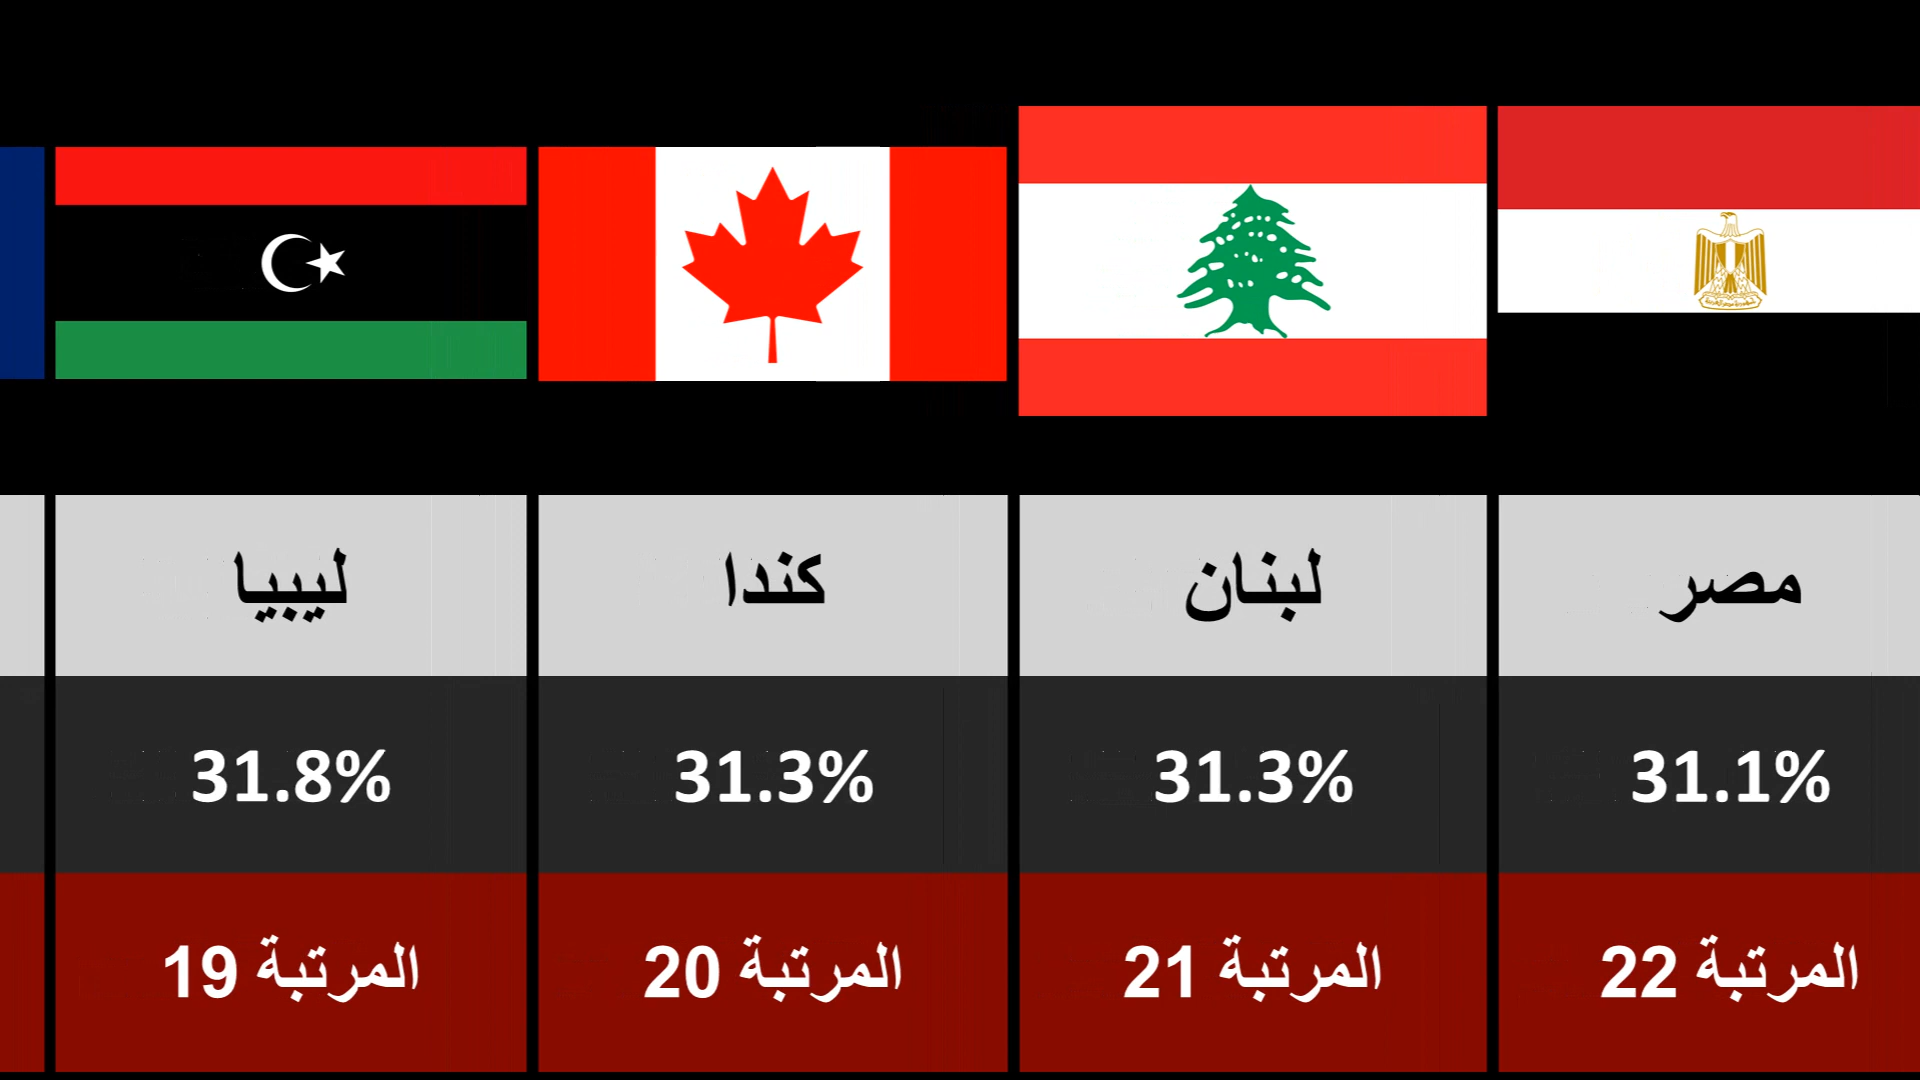 ليبيا
31.8%
المرتبة 19
كندا
31.3%
المرتبة 20
لبنان
31.3%
المرتبة 21
مصر
31.1%
المرتبة 22